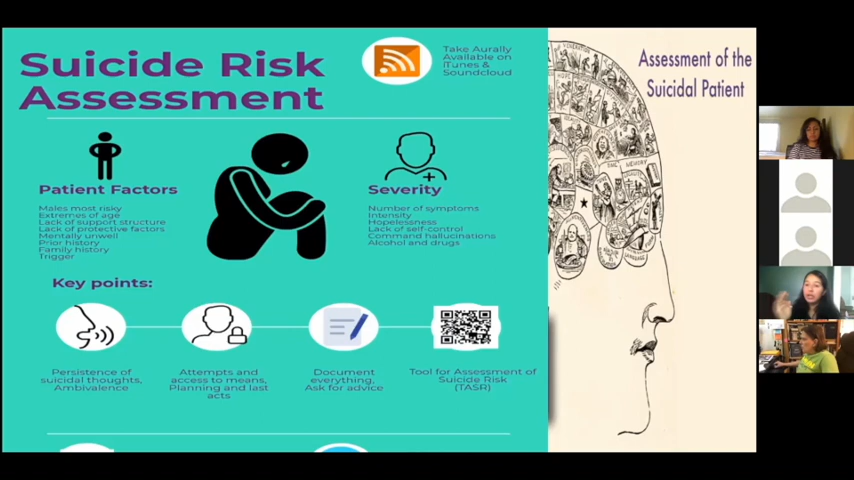 Suicide Risk
Assessment
Take Aurally
Available on
iTunes &
Soundcloud
Patient Factors
Males most risky
Extremes of age
Lack of support structure
Lack of protective factors
Mentally unwell
Prior history
Family history
Trigger
Severity
Number of symptoms
Intensity
Hopelessness
Lack of self-control
Command hallucinations
Alcohol and drugs
Key points:
Persistence of
suicidal thoughts,
Ambivalence
Attempts and
access to means,
Planning and last
acts
Document
everything,
Ask for advice
Tool for Assessment of
Suicide Risk
(TASR)
Assessment of the
Suicidal Patient
MEMORY
LANGUAGE